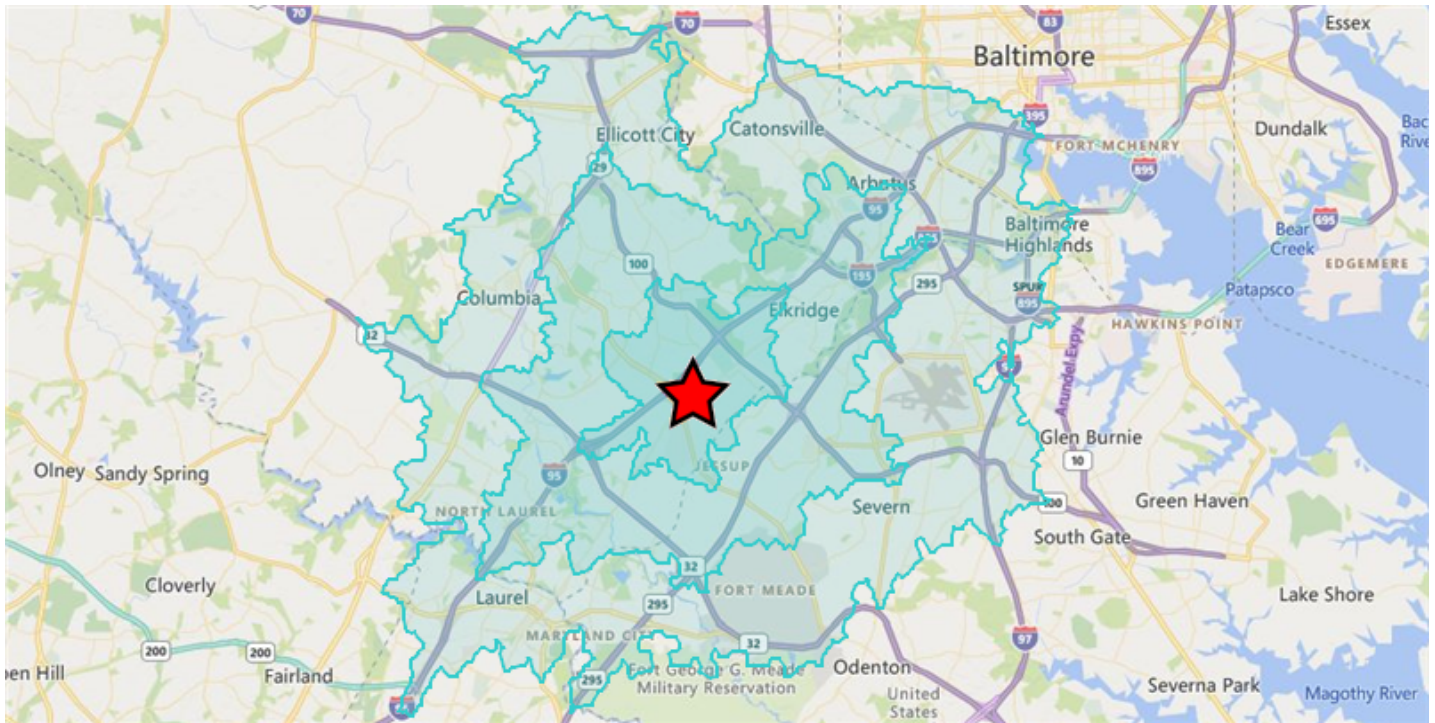 70
70
83
Essex
Baltimore
395
Ellicott City
Catonsville
Dundalk
FORT MCHENRY
29
895
Arbutus
95
Baltimore
Highlands
695
Bear
Creek
100
195
EDGEMERE
295
SPUR
895
Columbia
Elkridge
Patapsco
32
HAWKINS POINT
Arundel Expy
Glen Burnie
Olney
Sandy Spring
95
JESSUP
10
Green Haven
NORTH LAUREL
Severn
100
South Gate
32
Cloverly
FORT MEADE
Laurel
295
Lake Shore
MARYLAND CITY
32
97
200
200
Fairland
Fort George G. Meade
Military Reservation
Odenton
295
United
States
Severna Park
Magothy River